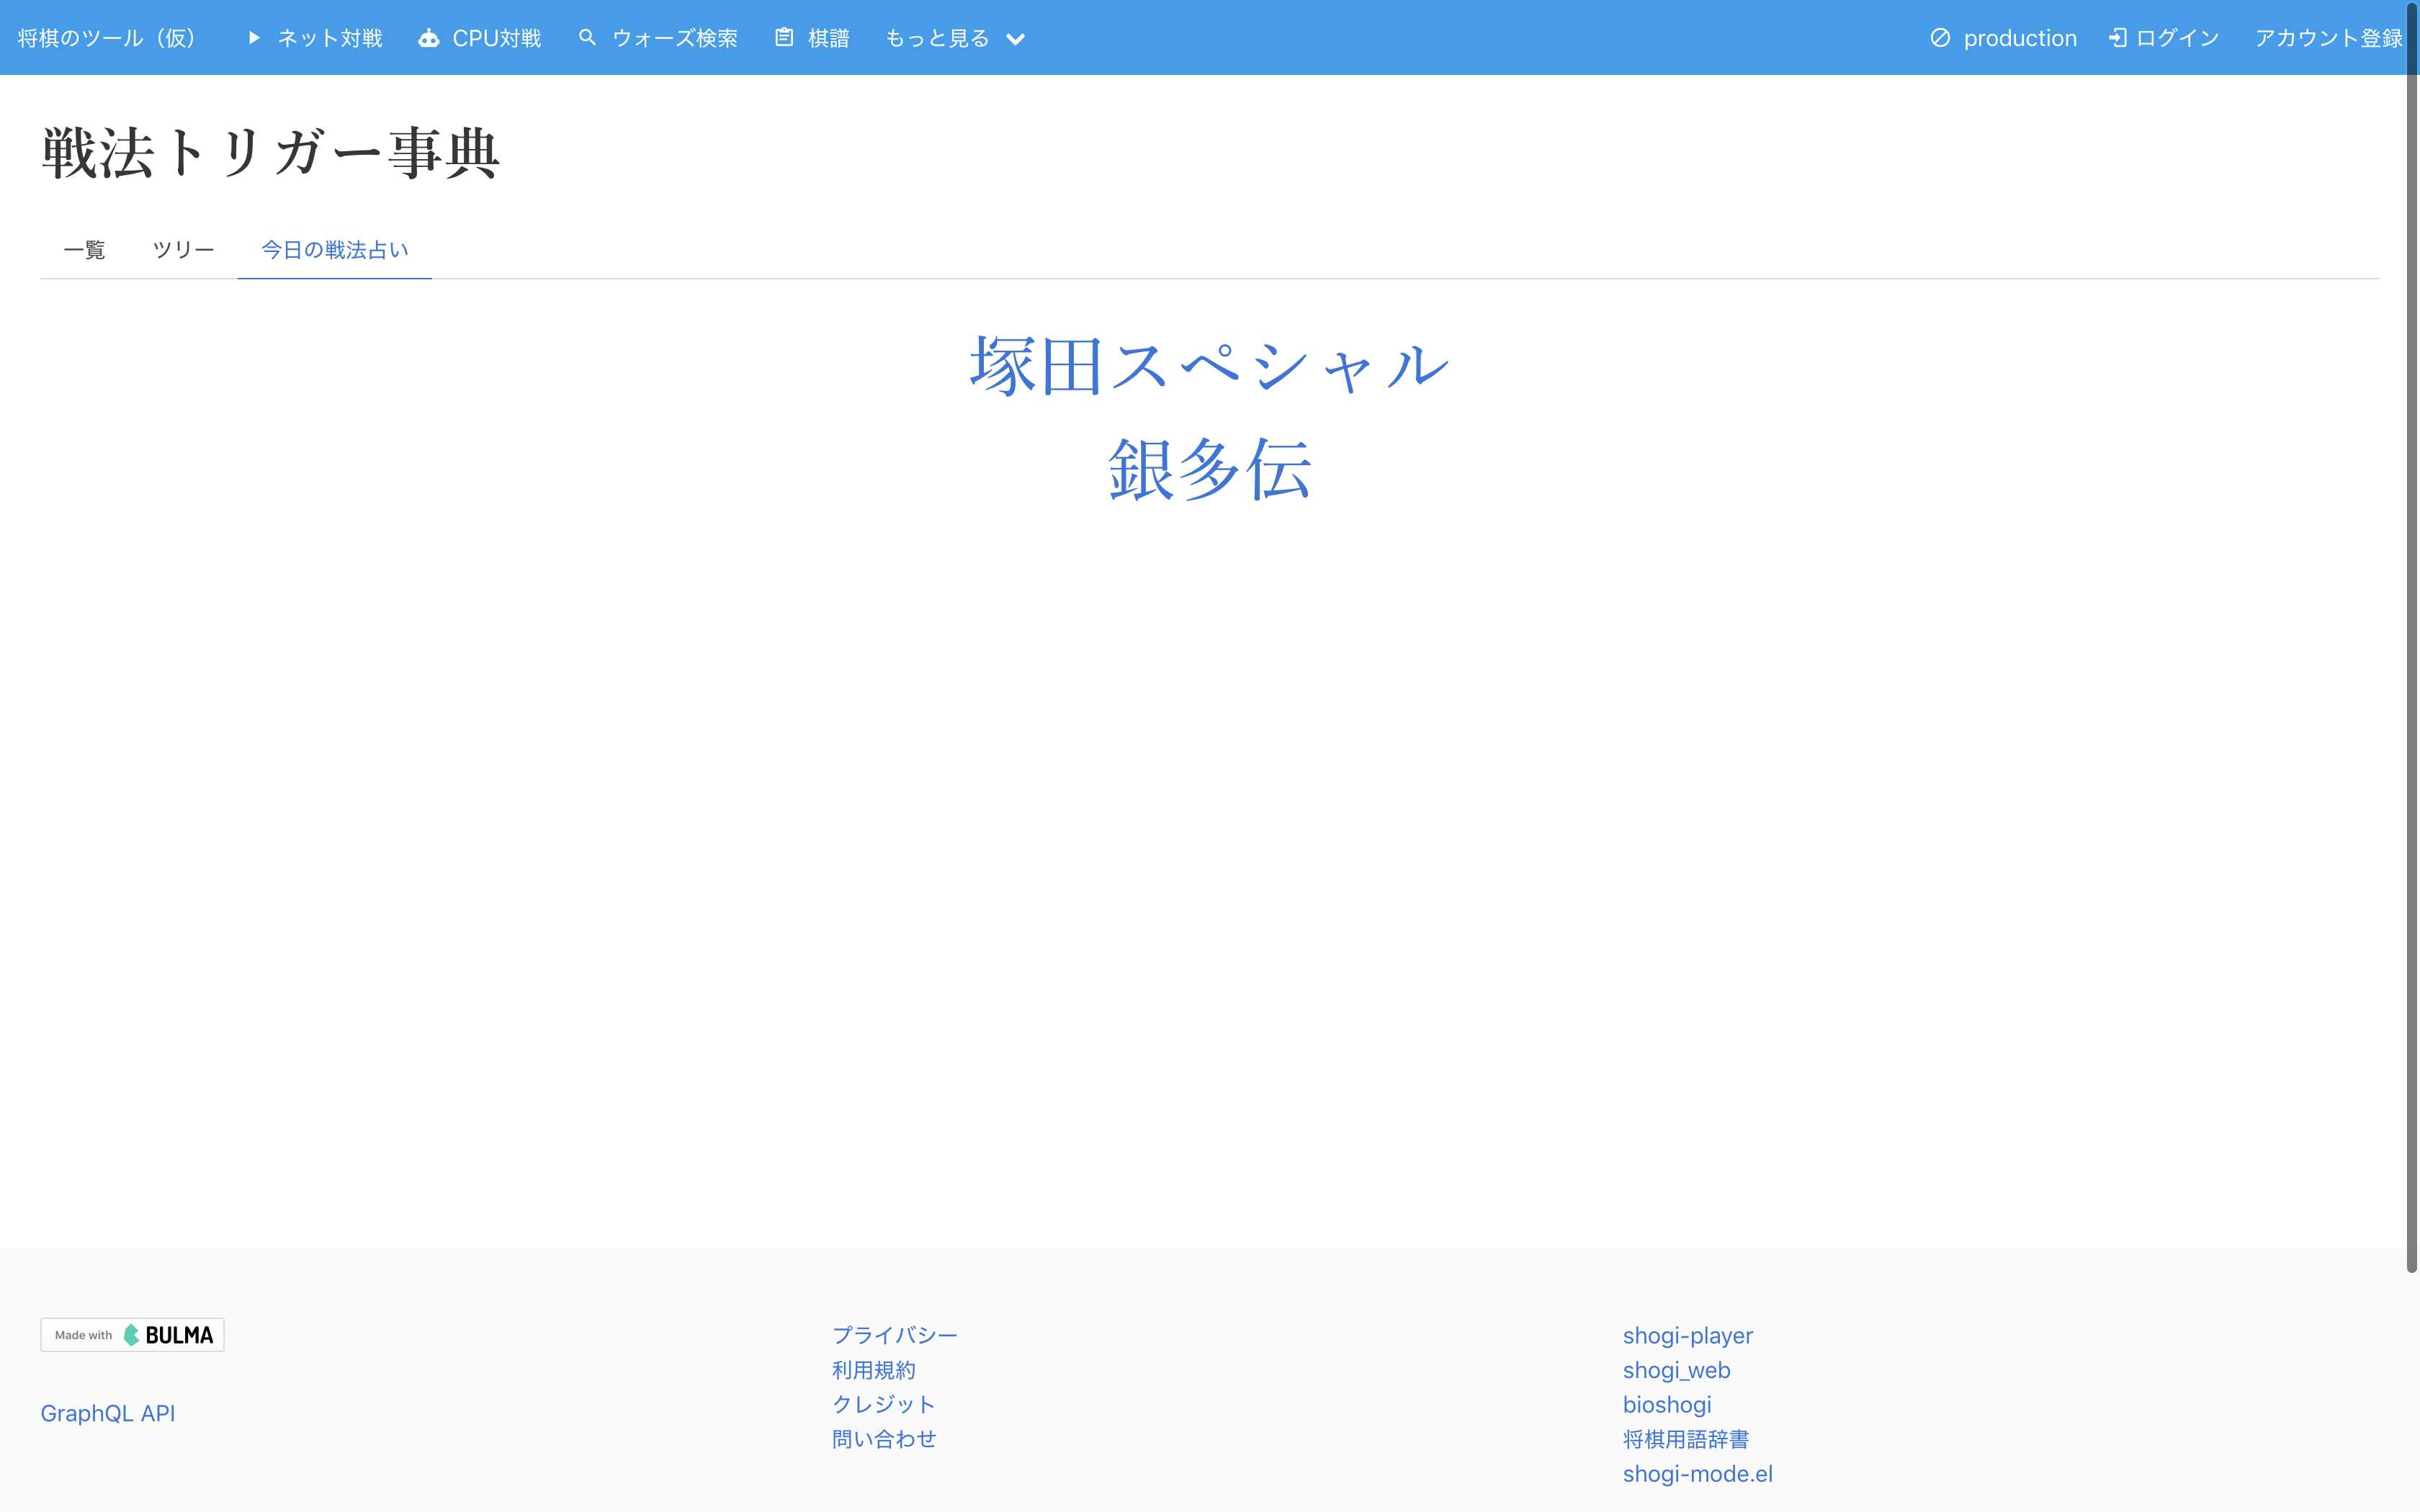 将棋のツール（仮） ネット対戦 CPU対戦 ウォーズ検索 棋譜 もっと見る production ログイン アカウント登録
戦法トリガー事典
一覧 ツリー 今日の戦法占い
塚田スペシャル
銀多伝
Made with BULMA
GraphQL API
プライバシー
利用規約
クレジット
問い合わせ
shogi-player
shogi_web
bioshogi
将棋用語辞書
shogi-mode.el